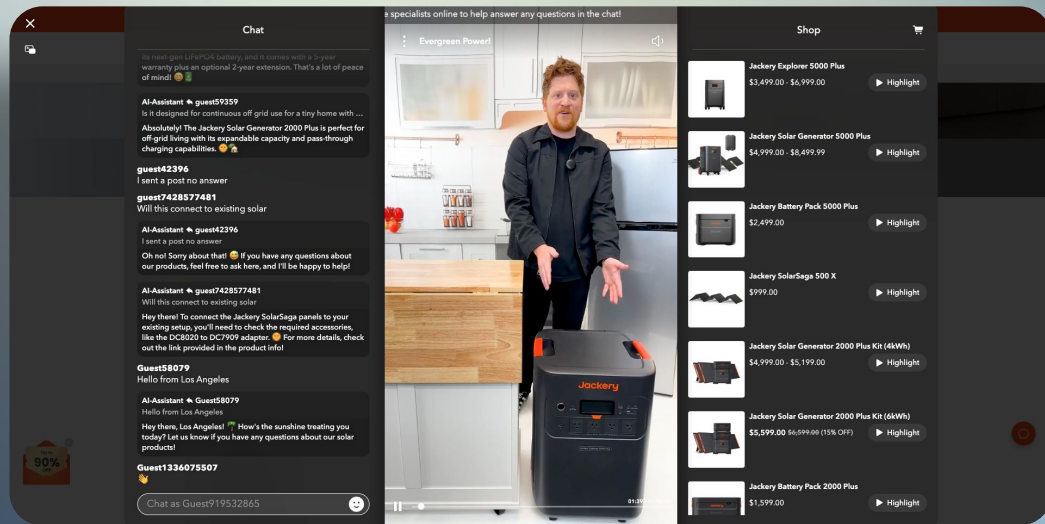 Chat
its next-gen LiFePO4 battery, and it comes with a 5-year
warranty plus an optional 2-year extension. That's a lot of peace
of mind!
AI-Assistant guest59359
Is it designed for continuous off grid use for a tiny home with ...
Absolutely! The Jackery Solar Generator 2000 Plus is perfect for
off-grid living with its expandable capacity and pass-through
charging capabilities.
guest42396
I sent a post no answer
guest7428577481
Will this connect to existing solar
AI-Assistant guest42396
I sent a post no answer
Oh no! Sorry about that! 😅 If you have any questions about
our products, feel free to ask here, and I'll be happy to help!
AI-Assistant guest7428577481
Will this connect to existing solar
Hey there! To connect the Jackery SolarSaga panels to your
existing setup, you'll need to check the required accessories,
like the DC8020 to DC7909 adapter. 🌞 For more details, check
out the link provided in the product info!
Guest58079
Hello from Los Angeles
AI-Assistant Guest58079
Hello from Los Angeles
Hey there, Los Angeles! 🌴 How's the sunshine treating you
today? Let us know if you have any questions about our solar
products!
Guest1336075507
👋
Chat as Guest919532865
90%
e specialists online to help answer any questions in the chat!
Evergreen Power!
Jackery
Shop
Jackery Explorer 5000 Plus
$3,499.00 - $6,999.00
Highlight
Jackery Solar Generator 5000 Plus
$4,999.00 - $8,499.99
Highlight
Jackery Battery Pack 5000 Plus
$2,499.00
Highlight
Jackery SolarSaga 500 X
$999.00
Highlight
Jackery Solar Generator 2000 Plus Kit (4kWh)
$4,999.00 - $5,199.00
Highlight
Jackery Solar Generator 2000 Plus Kit (6kWh)
$5,599.00 $6,599.00 (15% OFF)
Highlight
Jackery Battery Pack 2000 Plus
$1,599.00
Highlight